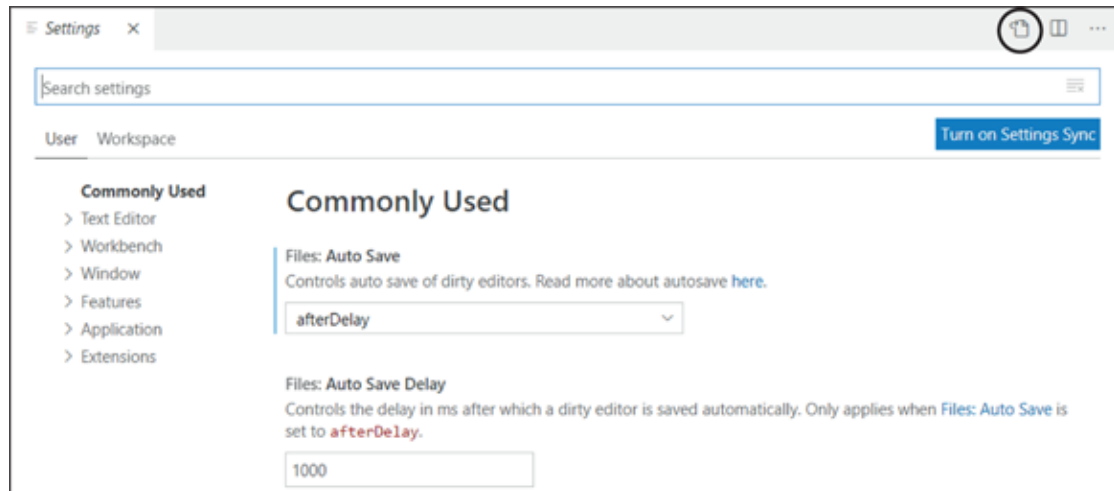 Settings
Search settings
User Workspace
Turn on Settings Sync
Commonly Used
Text Editor
Workbench
Window
Features
Application
Extensions
Commonly Used
Files: Auto Save
Controls auto save of dirty editors. Read more about autosave here.
afterDelay
Files: Auto Save Delay
Controls the delay in ms after which a dirty editor is saved automatically. Only applies when Files: Auto Save is
set to afterDelay.
1000